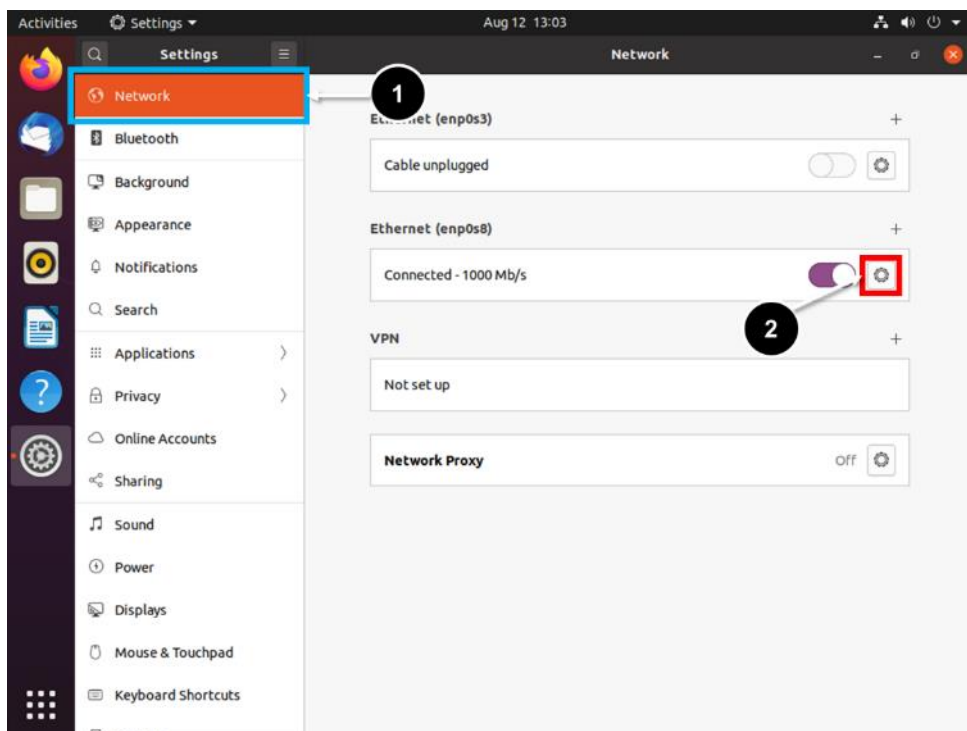 Activities
Settings
Aug 12 13:03
Settings
Network
Network
Bluetooth
Background
Appearance
Notifications
Search
Applications
Privacy
Online Accounts
Sharing
Sound
Power
Displays
Mouse & Touchpad
Keyboard Shortcuts
1
Ethernet (enp0s3)
Cable unplugged
Ethernet (enp0s8)
Connected - 1000 Mb/s
2
VPN
Not set up
Network Proxy Off